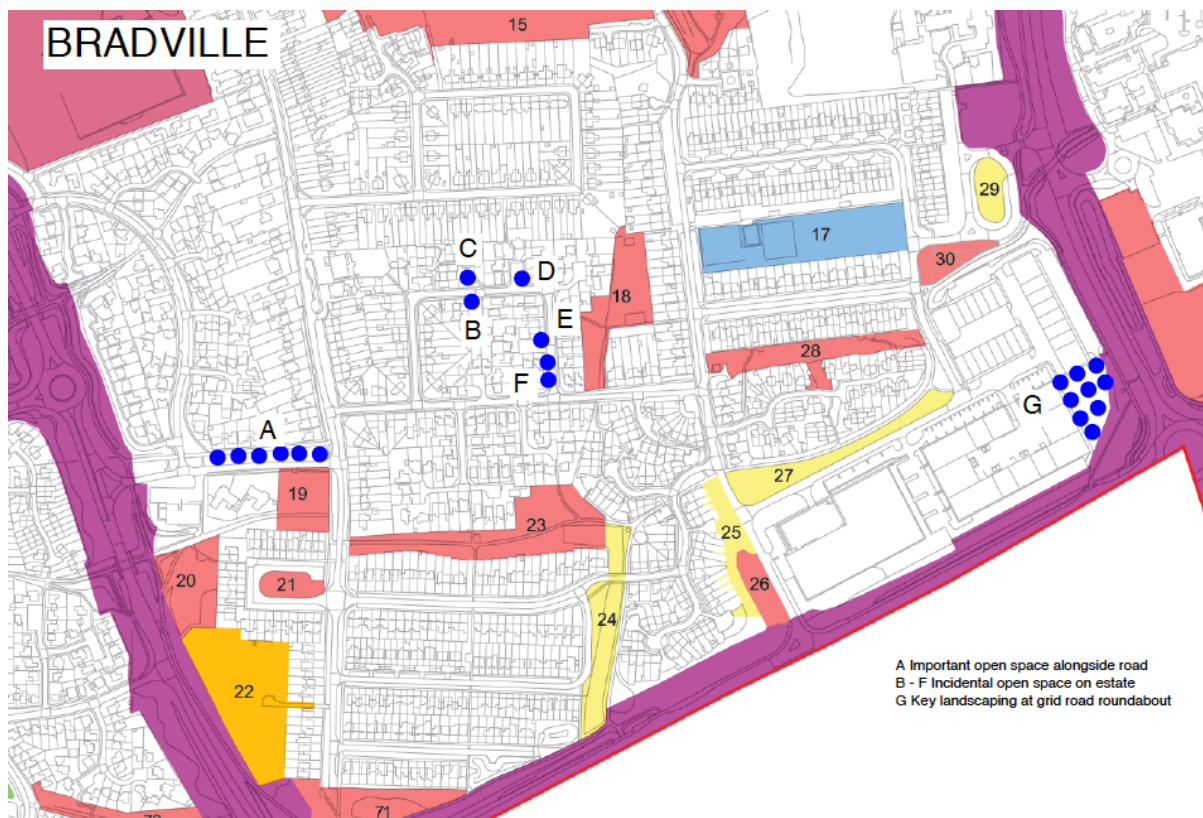 BRADVILLE
15
29
17
C
D
30
18
B
E
28
F
G
A
27
19
23
25
20
21
26
24
22
A Important open space alongside road
B - F Incidental open space on estate
G Key landscaping at grid road roundabout
71